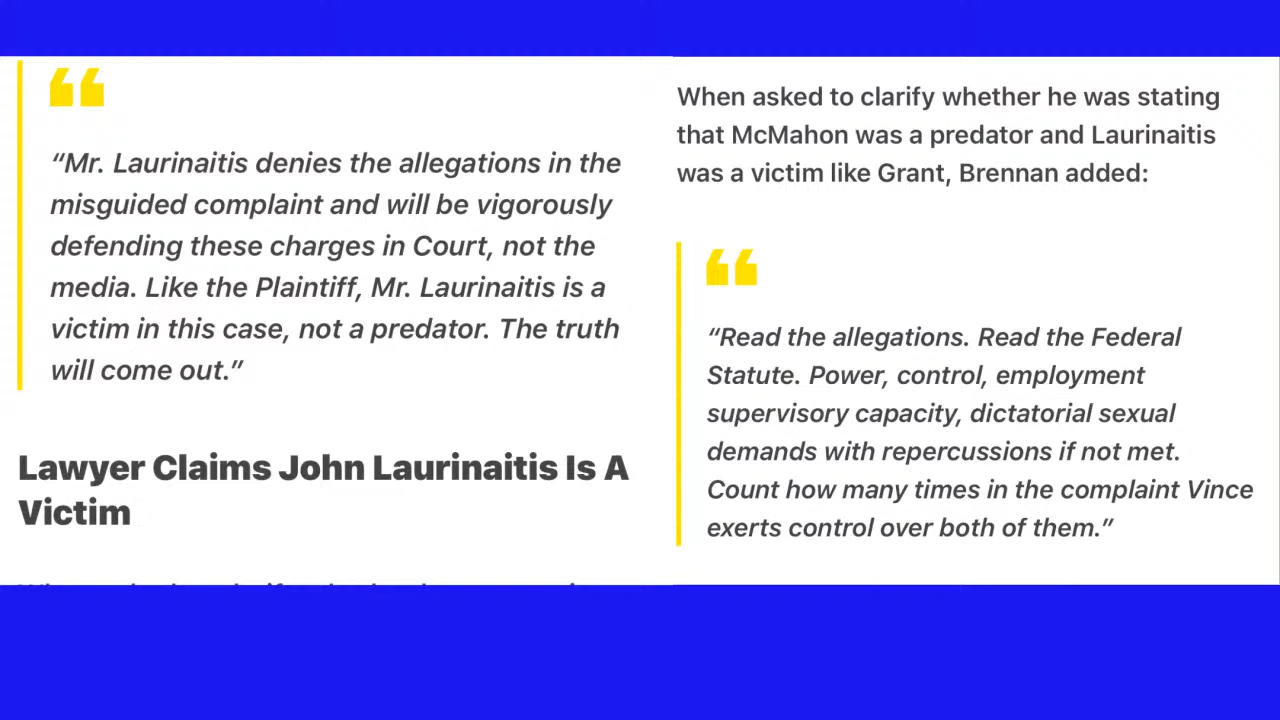 “Mr. Laurinaitis denies the allegations in the
misguided complaint and will be vigorously
defending these charges in Court, not the
media. Like the Plaintiff, Mr. Laurinaitis is a
victim in this case, not a predator. The truth
will come out.”
Lawyer Claims John Laurinaitis Is A
Victim
When asked to clarify whether he was stating
that McMahon was a predator and Laurinaitis
was a victim like Grant, Brennan added:
“Read the allegations. Read the Federal
Statute. Power, control, employment
supervisory capacity, dictatorial sexual
demands with repercussions if not met.
Count how many times in the complaint Vince
exerts control over both of them.”